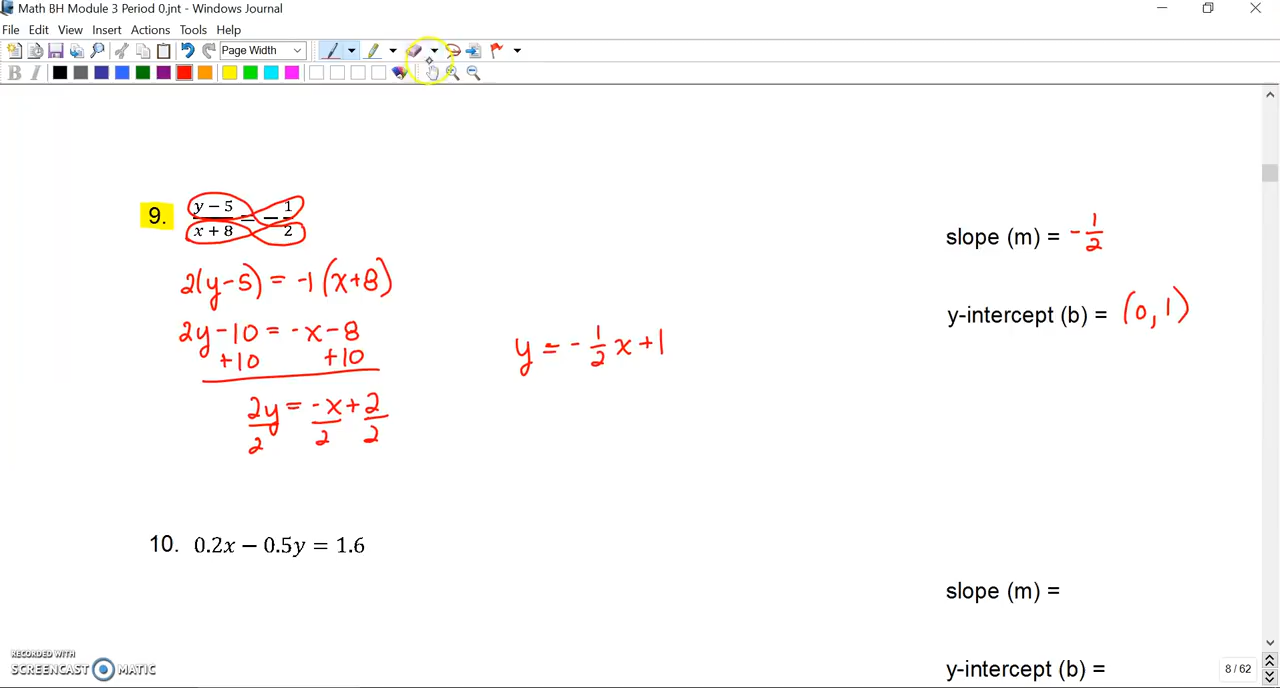 Math BH Module 3 Period 0.jnt - Windows Journal
File Edit View Insert Actions Tools Help
Page Width
B I
9. (y − 5)/(x + 8) = − 1/2
slope (m) = - 1/2
2(y-5) = -1(x+8)
y-intercept (b) = (0,1)
2y-10 = -x-8
+10 +10
y = - 1/2 x+1
2y/2 = -x/2 + 2/2
10. 0.2x − 0.5y = 1.6
slope (m) =
RECORDED WITH
SCREENCAST MATIC
y-intercept (b) =
8 / 62